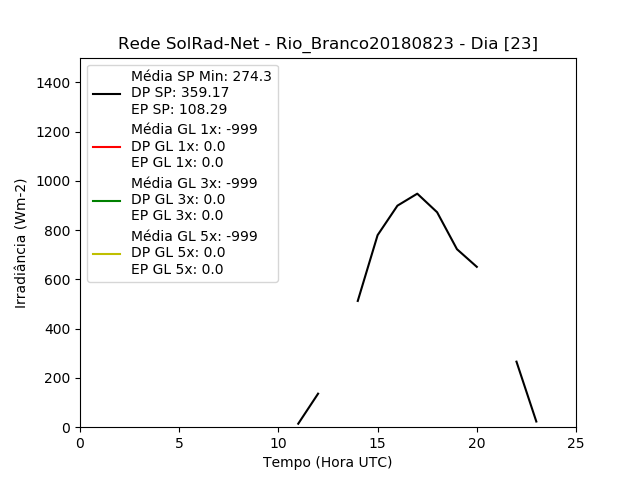 Rede SolRad-Net - Rio_Branco20180823 - Dia [23]
Média SP Min: 274.3
DP SP: 359.17
EP SP: 108.29
Média GL 1x: -999
DP GL 1x: 0.0
EP GL 1x: 0.0
Média GL 3x: -999
DP GL 3x: 0.0
EP GL 3x: 0.0
Média GL 5x: -999
DP GL 5x: 0.0
EP GL 5x: 0.0
Irradiância (Wm-2)
1400
1200
1000
800
600
400
200
0
0 5 10 15 20 25
Tempo (Hora UTC)